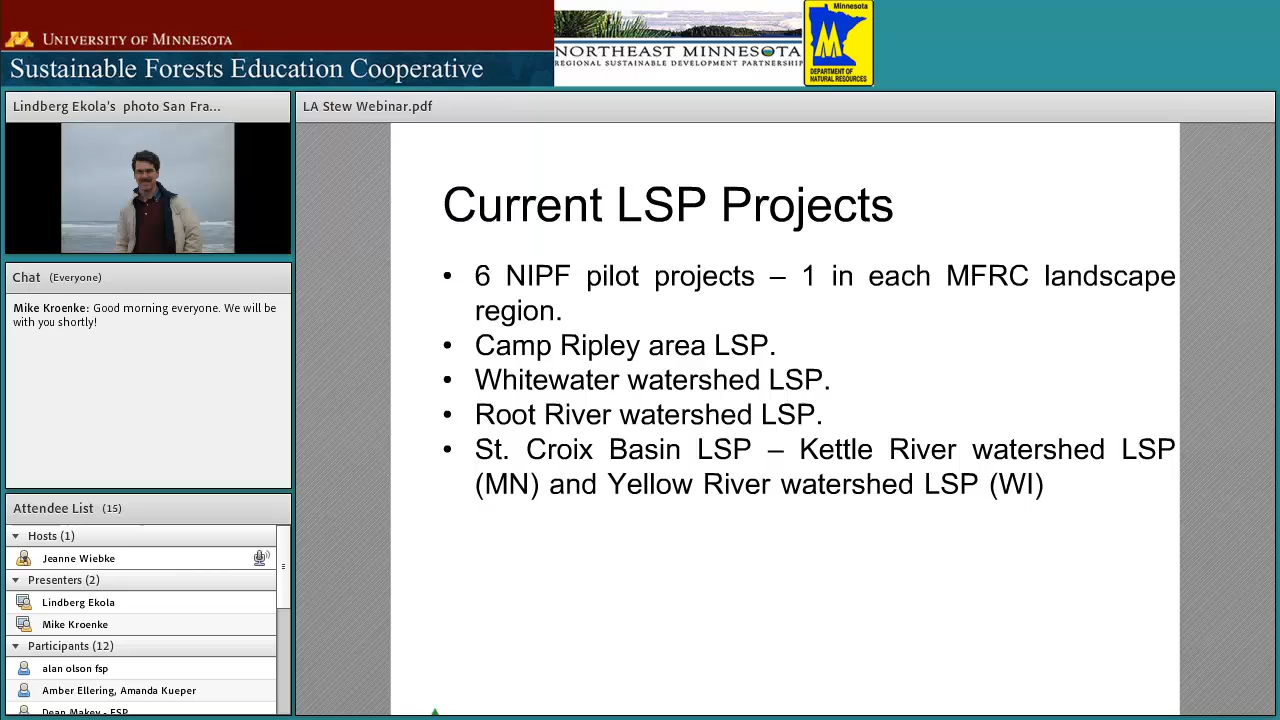 UNIVERSITY OF MINNESOTA
Sustainable Forests Education Cooperative
NORTHEAST MINNESOTA
REGIONAL SUSTAINABLE DEVELOPMENT PARTNERSHIP
Minnesota
DEPARTMENT OF
NATURAL RESOURCES
Lindberg Ekola's photo San Fra...
Chat (Everyone)
Mike Kroenke: Good morning everyone. We will be
with you shortly!
Attendee List (15)
Hosts (1)
Jeanne Wiebke
Presenters (2)
Lindberg Ekola
Mike Kroenke
Participants (12)
alan olson fsp
Amber Ellering, Amanda Kueper
Dean Makey - FSP
LA Stew Webinar.pdf
Current LSP Projects
• 6 NIPF pilot projects – 1 in each MFRC landscape
region.
• Camp Ripley area LSP.
• Whitewater watershed LSP.
• Root River watershed LSP.
• St. Croix Basin LSP – Kettle River watershed LSP
(MN) and Yellow River watershed LSP (WI)